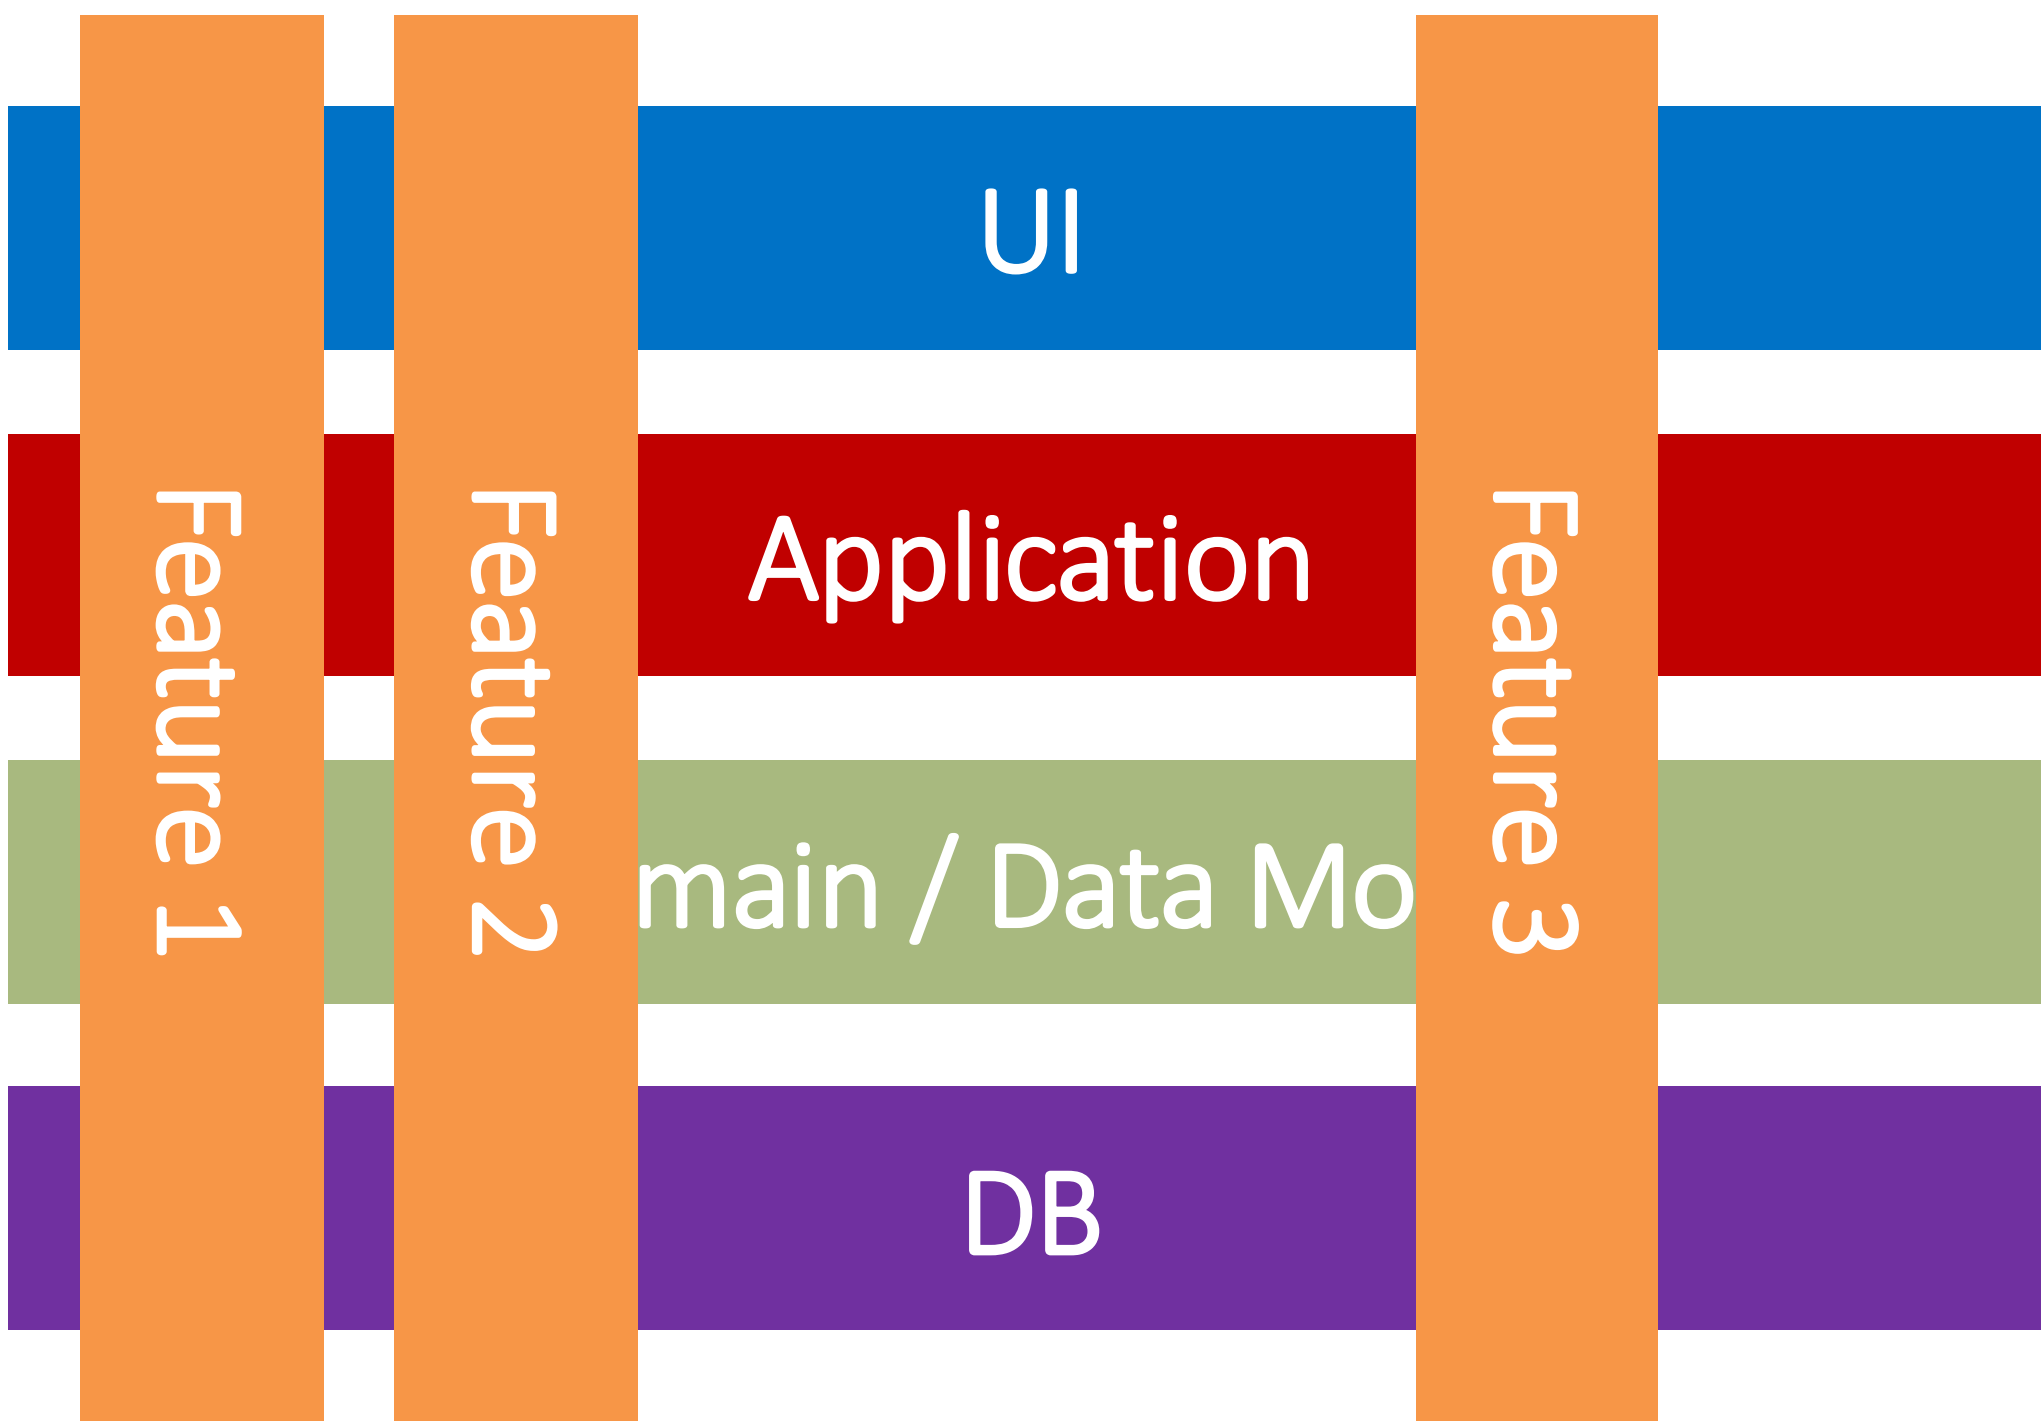 UI
Application
main / Data Mo
DB
Feature 1
Feature 2
Feature 3